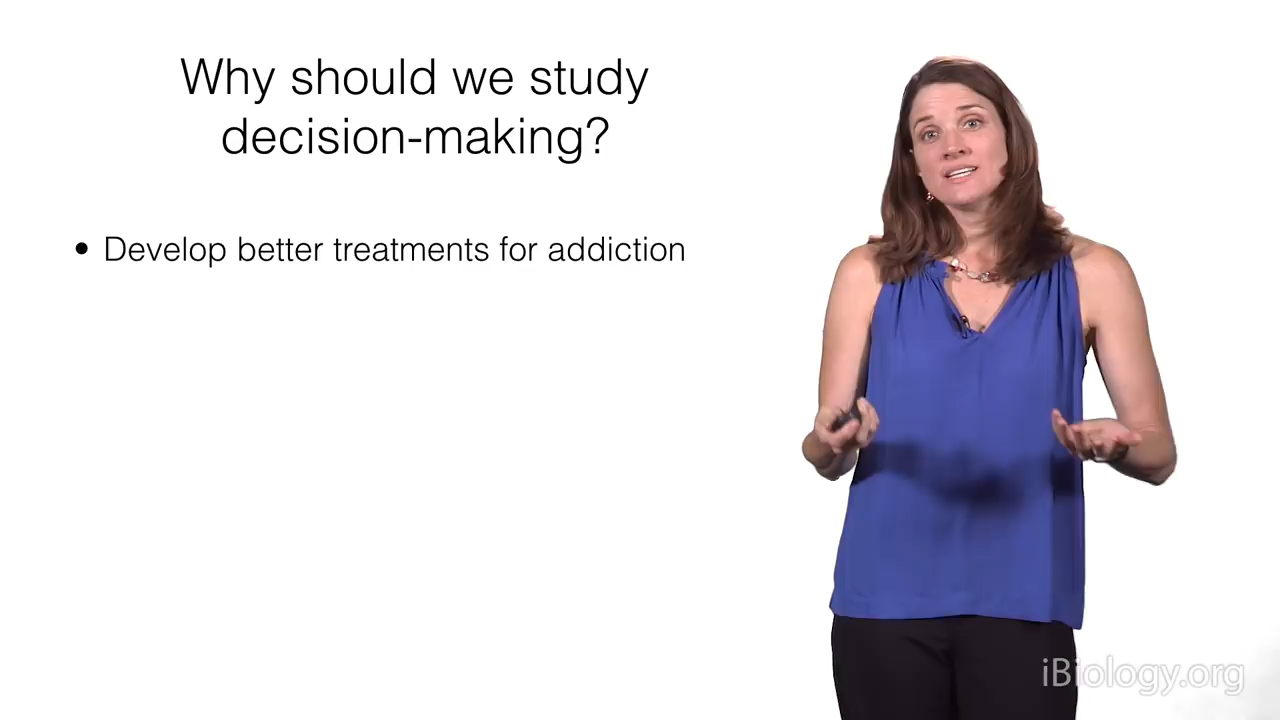 Why should we study
decision-making?
• Develop better treatments for addiction
iBiology.org